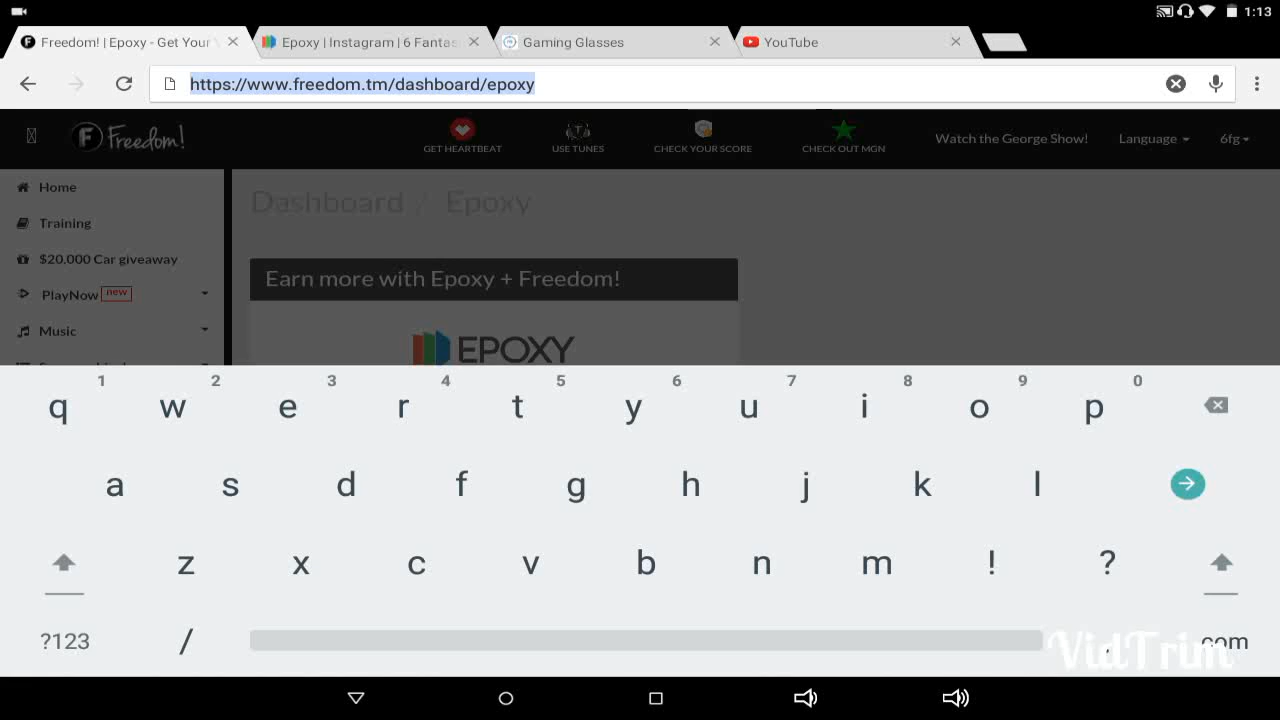 1:13
Freedom! | Epoxy - Get Your
Epoxy | Instagram | 6 Fantas
Gaming Glasses
YouTube
https://www.freedom.tm/dashboard/epoxy
F Freedom!
GET HEARTBEAT
USE TUNES
CHECK YOUR SCORE
CHECK OUT MGN
Watch the George Show!
Language
6fg
Home
Training
$20,000 Car giveaway
PlayNow new
Music
Dashboard / Epoxy
Earn more with Epoxy + Freedom!
EPOXY
1 2 3 4 5 6 7 8 9 0
q w e r t y u i o p
a s d f g h j k l
z x c v b n m ! ?
?123 / com
VidTrim